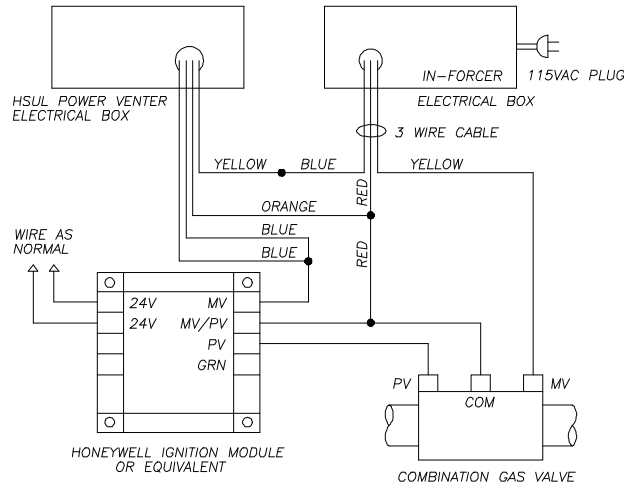 HSUL POWER VENTER
ELECTRICAL BOX
IN-FORCER
115VAC PLUG
ELECTRICAL BOX
3 WIRE CABLE
YELLOW
BLUE
YELLOW
RED
ORANGE
BLUE
WIRE AS
NORMAL
BLUE
RED
24V
MV
24V
MV/PV
PV
GRN
PV
COM
MV
HONEYWELL IGNITION MODULE
OR EQUIVALENT
COMBINATION GAS VALVE